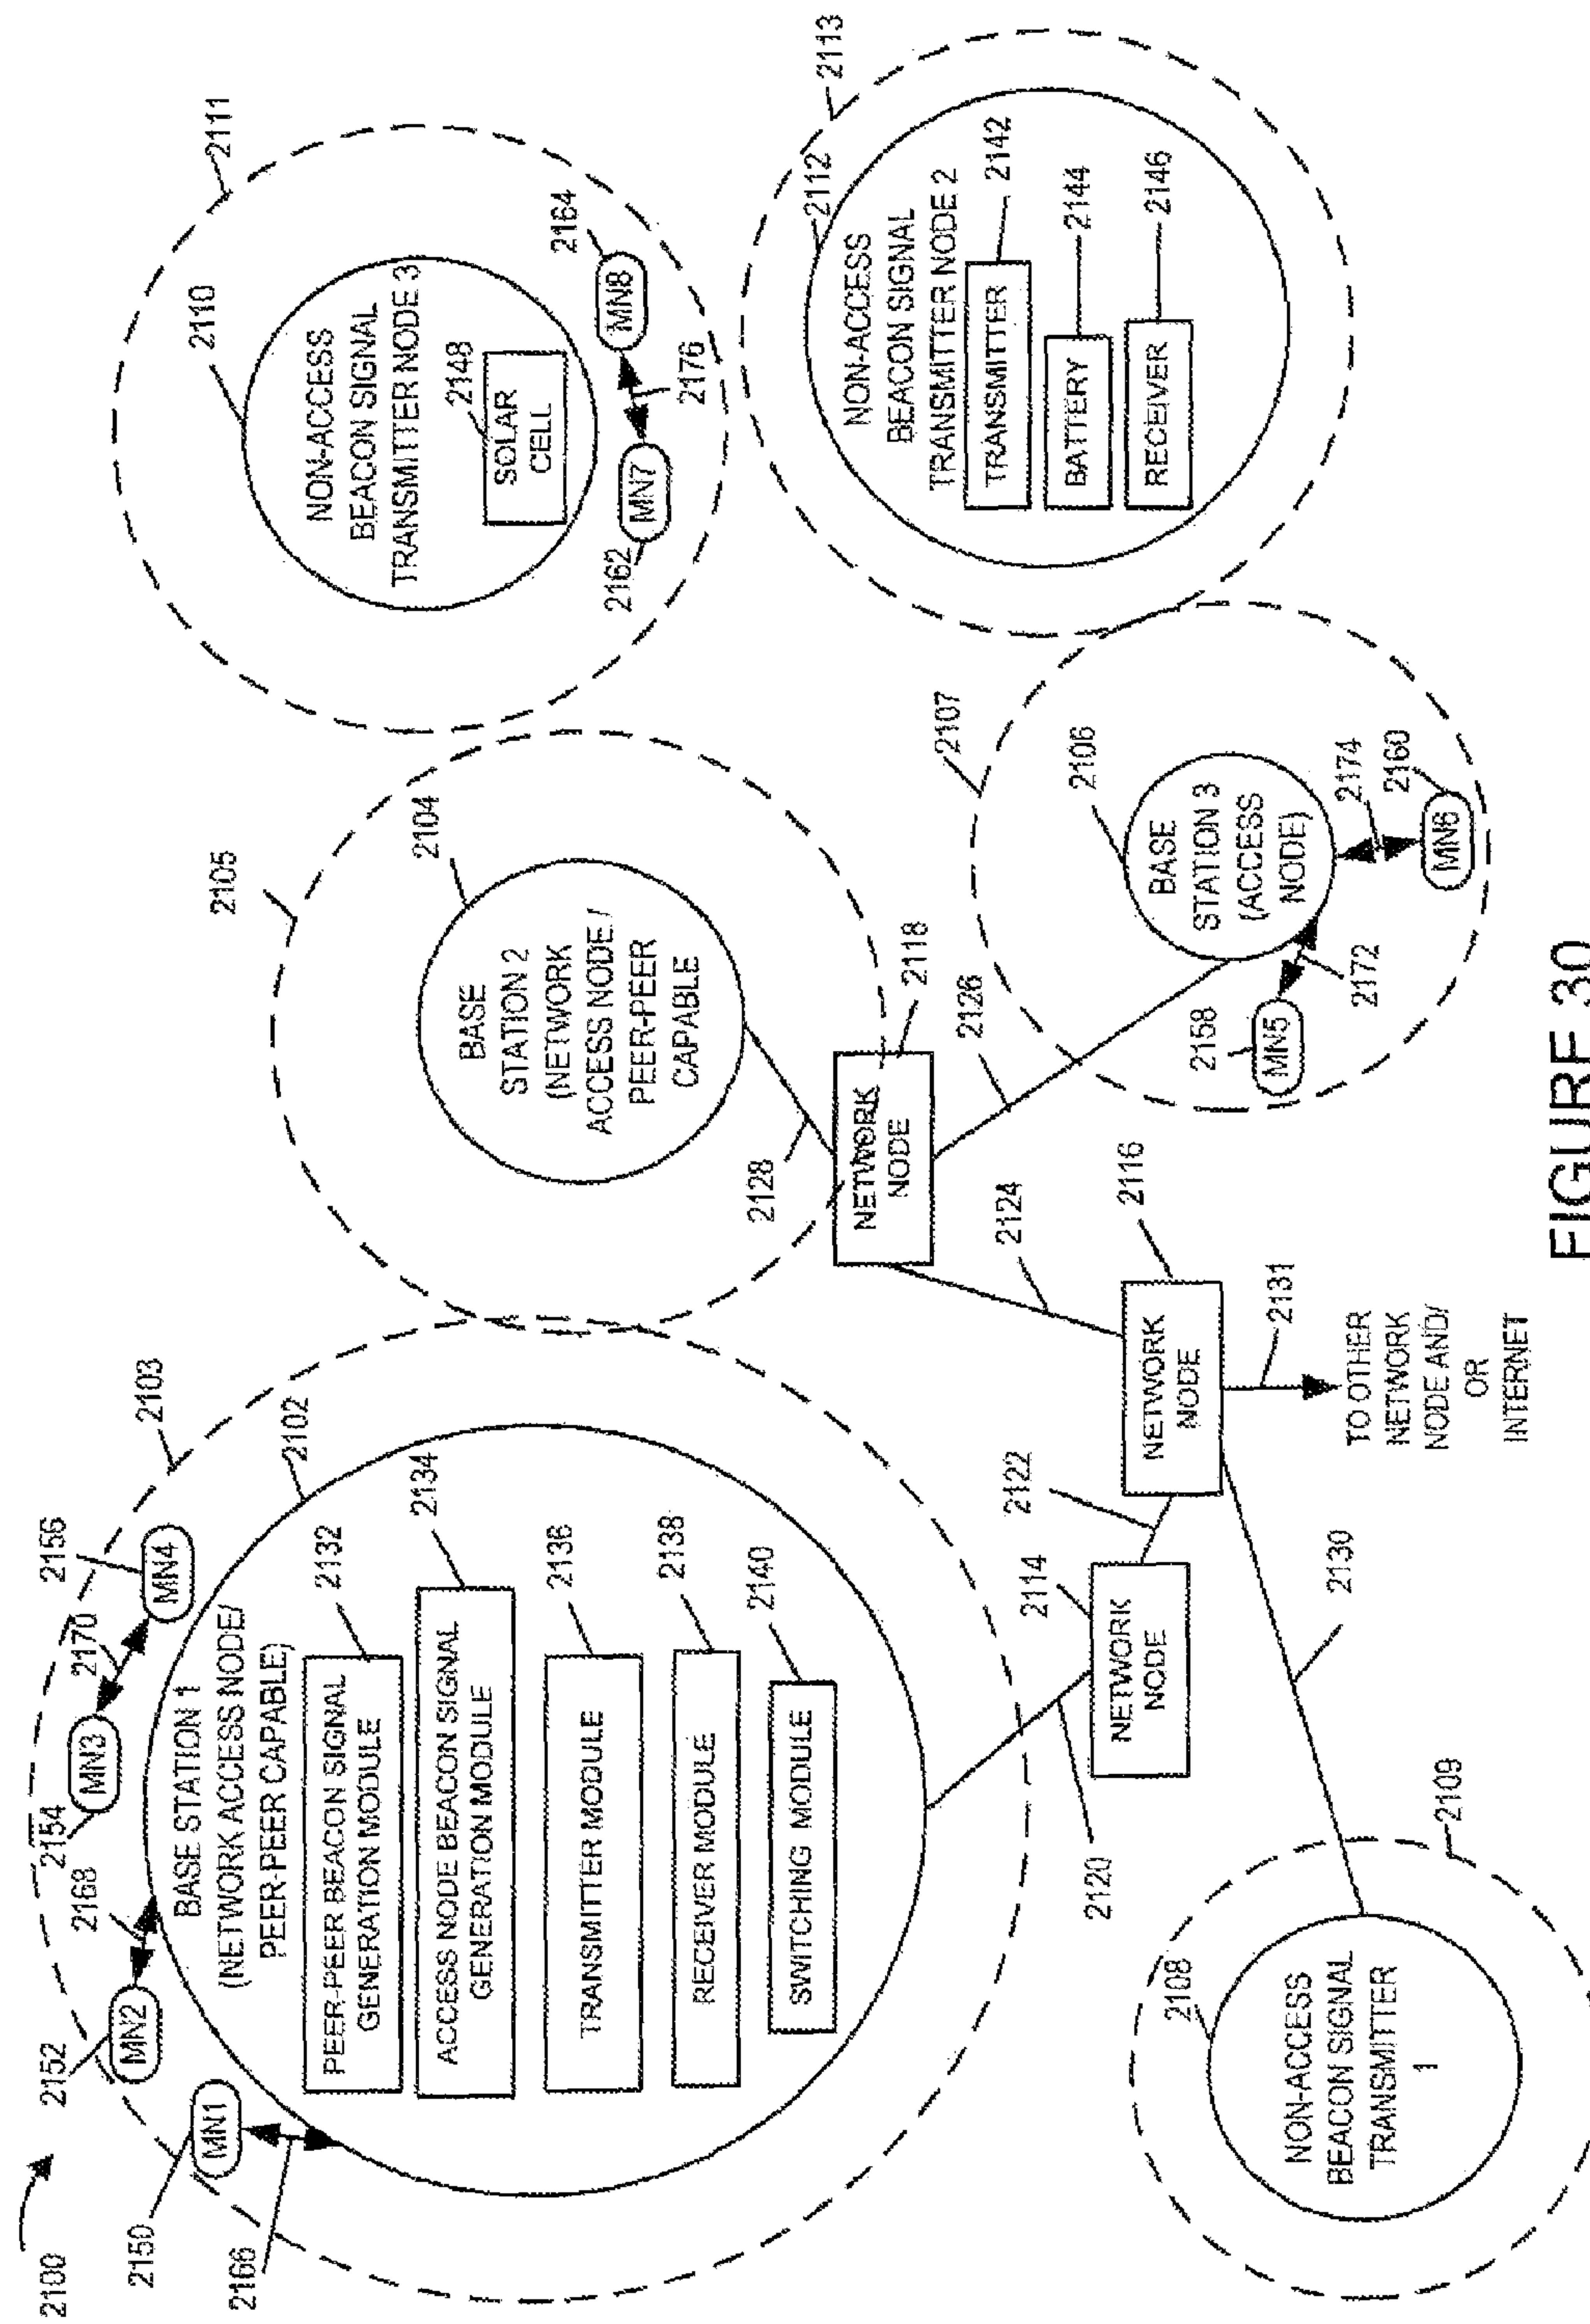 2100
2150
2166
2152
MN1
MN2
2168
2154
MN3
2170
2156
MN4
2103
2102
BASE STATION 1
(NETWORK ACCESS NODE/
PEER-PEER CAPABLE)
PEER-PEER BEACON SIGNAL
GENERATION MODULE
2132
ACCESS NODE BEACON SIGNAL
GENERATION MODULE
2134
TRANSMITTER MODULE
2136
RECEIVER MODULE
2138
SWITCHING MODULE
2140
2105
2104
BASE
STATION 2
(NETWORK
ACCESS NODE /
PEER-PEER
CAPABLE
2111
2110
NON-ACCESS
BEACON SIGNAL
TRANSMITTER NODE 3
2148
SOLAR
CELL
2162
MN7
2176
MN8
2164
2113
2112
NON-ACCESS
BEACON SIGNAL
TRANSMITTER NODE 2
TRANSMITTER
2142
BATTERY
2144
RECEIVER
2146
2128
NETWORK
NODE
2118
2126
2107
2106
BASE
STATION 3
(ACCESS
NODE)
2158
MN5
2172
2174
2160
MN6
2124
2116
NETWORK
NODE
2122
2114
NETWORK
NODE
2120
2130
2131
TO OTHER
NETWORK
NODE AND/
OR
INTERNET
2109
2108
NON-ACCESS
BEACON SIGNAL
TRANSMITTER
1
FIGURE 30